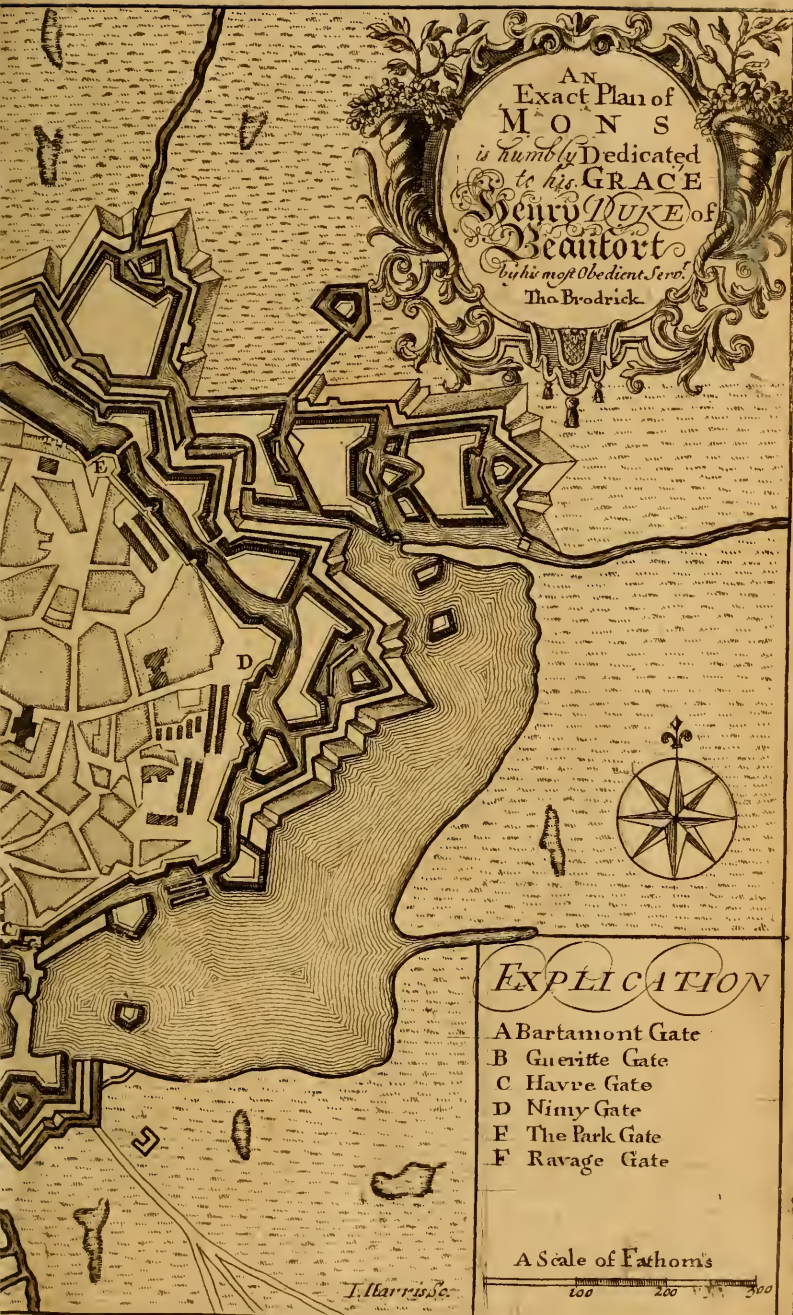 AN
Exact Plan of
MONS
is humbly Dedicated
to his GRACE
Henry DUKE of
Beaufort
by his most Obedient Serv.t
Tho. Brodrick
E
D
C
EXPLICATION
A Bartamont Gate
B Gueritte Gate
C Havre Gate
D Nimy Gate
E The Park Gate
F Ravage Gate
A Scale of Fathoms
100 200 300
I. Harris Sc.